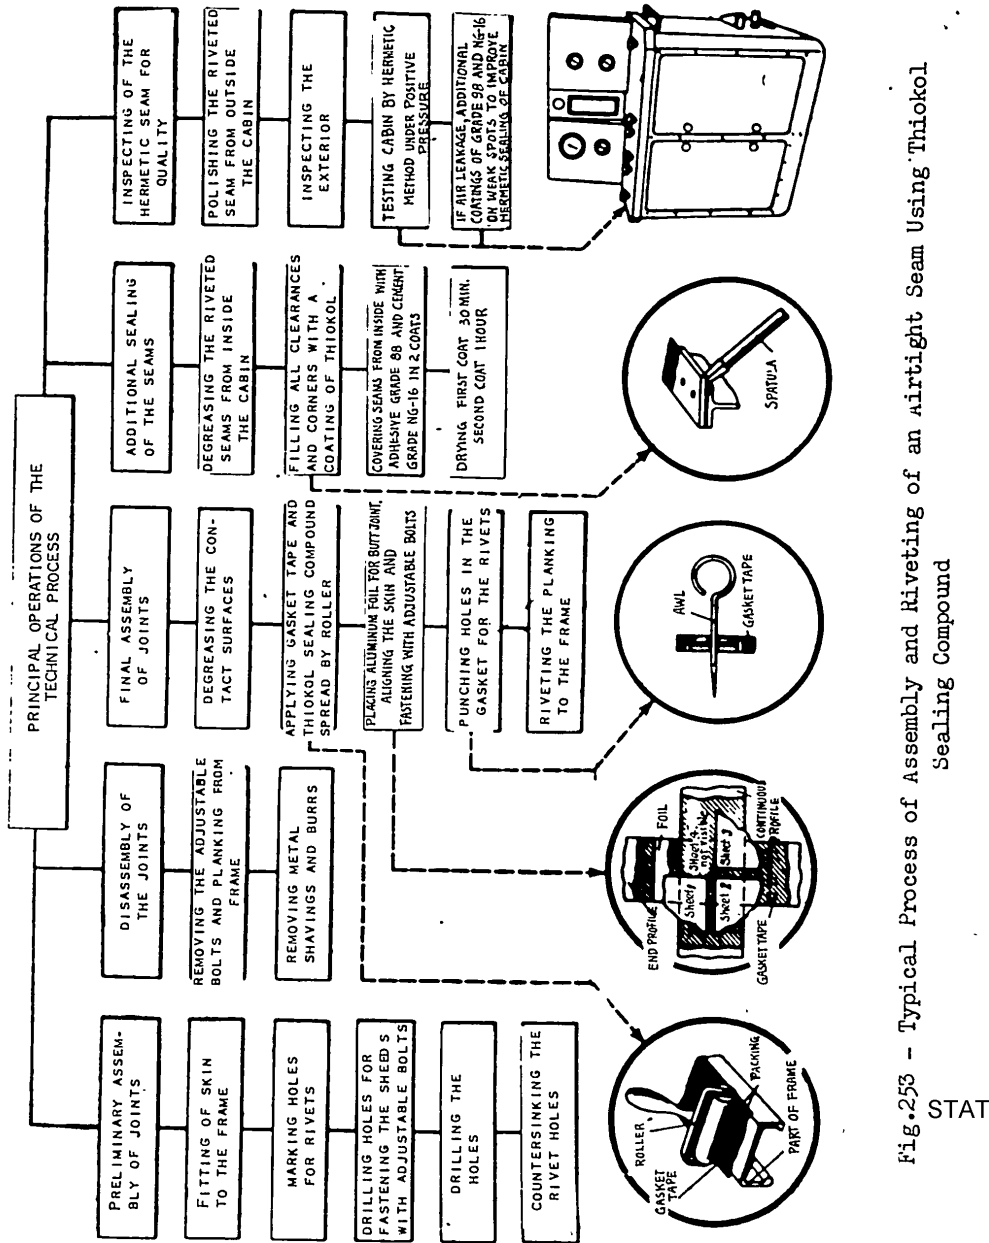 PRINCIPAL OPERATIONS OF THE
TECHNICAL PROCESS
PRELIMINARY ASSEM-
BLY OF JOINTS
FITTING OF SKIN
TO THE FRAME
MARKING HOLES
FOR RIVETS
DRILLING HOLES FOR
FASTENING THE SHEDS
WITH ADJUSTABLE BOLTS
DRILLING THE
HOLES
COUNTERSINKING THE
RIVET HOLES
DISASSEMBLY OF
THE JOINTS
REMOVING THE ADJUSTABLE
BOLTS AND PLANKING FROM
FRAME
REMOVING METAL
SHAVINGS AND BURRS
FINAL ASSEMBLY
OF JOINTS
DEGREASING THE CON-
TACT SURFACES
APPLYING GASKET TAPE AND
THIOKOL SEALING COMPOUND
SPREAD BY ROLLER
PLACING ALUMINUM FOIL FOR BUTT JOINT,
ALIGNING THE SKIN AND
FASTENING WITH ADJUSTABLE BOLTS
PUNCHING HOLES IN THE
GASKET FOR THE RIVETS
RIVETING THE PLANKING
TO THE FRAME
ADDITIONAL SEALING
OF THE SEAMS
DEGREASING THE RIVETED
SEAMS FROM INSIDE
THE CABIN
FILLING ALL CLEARANCES
AND CORNERS WITH A
COATING OF THIOKOL
COVERING SEAMS FROM INSIDE WITH
ADHESIVE GRADE 88 AND CEMENT
GRADE NG-16 IN 2 COATS
DRYING FIRST COAT 30 MIN.
SECOND COAT 1 HOUR
INSPECTING OF THE
HERMETIC SEAM FOR
QUALITY
POLISHING THE RIVETED
SEAM FROM OUTSIDE
THE CABIN
INSPECTING THE
EXTERIOR
TESTING CABIN BY HERMETIC
METHOD UNDER POSITIVE
PRESSURE
IF AIR LEAKAGE, ADDITIONAL
COATINGS OF GRADE 98 AND NG-16
ON WEAK SPOTS TO IMPROVE
HERMETIC SEALING OF CABIN
ROLLER
GASKET
TAPE
PACKING
PART OF FRAME
END PROFILE
FOIL
Sheet 1
Sheet 4
not visible
Sheet 2
Sheet 3
CONTINUOUS
PROFILE
GASKET TAPE
AWL
GASKET TAPE
SPATULA
Fig.253 - Typical Process of Assembly and Riveting of an Airtight Seam Using Thiokol
Sealing Compound
STAT